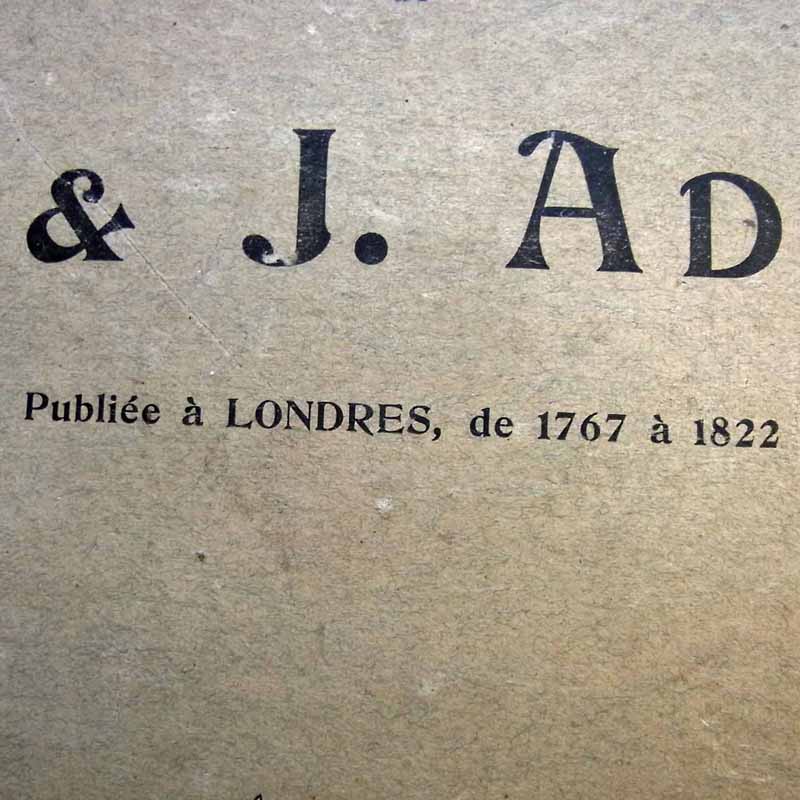 & J. AD
Publiée à LONDRES, de 1767 à 1822